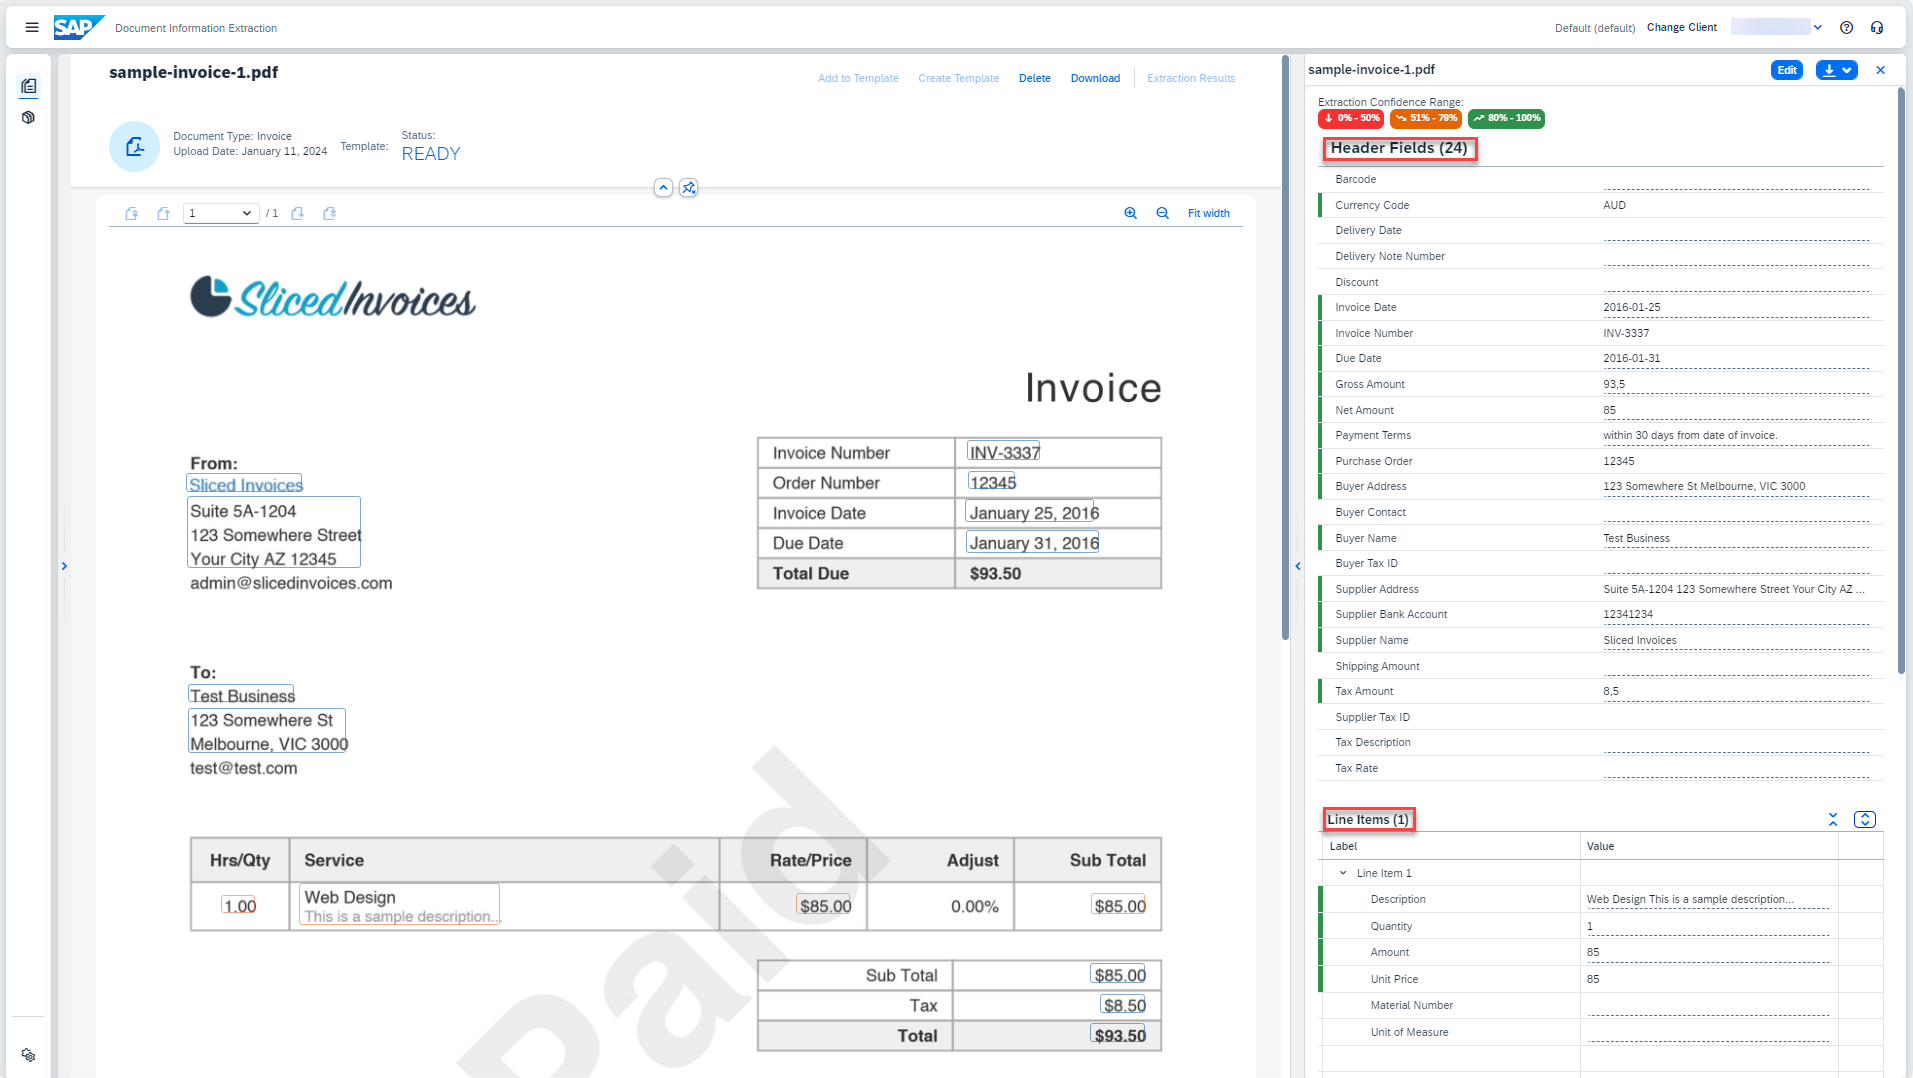 SAP Document Information Extraction
Default (default) Change Client
sample-invoice-1.pdf
Add to Template Create Template Delete Download Extraction Results
Document Type: Invoice
Upload Date: January 11, 2024
Template:
Status:
READY
1 / 1
Fit width
Sliced Invoices
Invoice
From:
Sliced Invoices
Suite 5A-1204
123 Somewhere Street
Your City AZ 12345
admin@slicedinvoices.com
Invoice Number INV-3337
Order Number 12345
Invoice Date January 25, 2016
Due Date January 31, 2016
Total Due $93.50
To:
Test Business
123 Somewhere St
Melbourne, VIC 3000
test@test.com
Paid
Hrs/Qty Service Rate/Price Adjust Sub Total
1.00 Web Design $85.00 0.00% $85.00
This is a sample description...
Sub Total $85.00
Tax $8.50
Total $93.50
sample-invoice-1.pdf
Edit
Extraction Confidence Range:
0% - 50% 51% - 79% 80% - 100%
Header Fields (24)
Barcode
Currency Code AUD
Delivery Date
Delivery Note Number
Discount
Invoice Date 2016-01-25
Invoice Number INV-3337
Due Date 2016-01-31
Gross Amount 93,5
Net Amount 85
Payment Terms within 30 days from date of invoice.
Purchase Order 12345
Buyer Address 123 Somewhere St Melbourne, VIC 3000
Buyer Contact
Buyer Name Test Business
Buyer Tax ID
Supplier Address Suite 5A-1204 123 Somewhere Street Your City AZ ...
Supplier Bank Account 12341234
Supplier Name Sliced Invoices
Shipping Amount
Tax Amount 8,5
Supplier Tax ID
Tax Description
Tax Rate
Line Items (1)
Label Value
Line Item 1
Description Web Design This is a sample description...
Quantity 1
Amount 85
Unit Price 85
Material Number
Unit of Measure